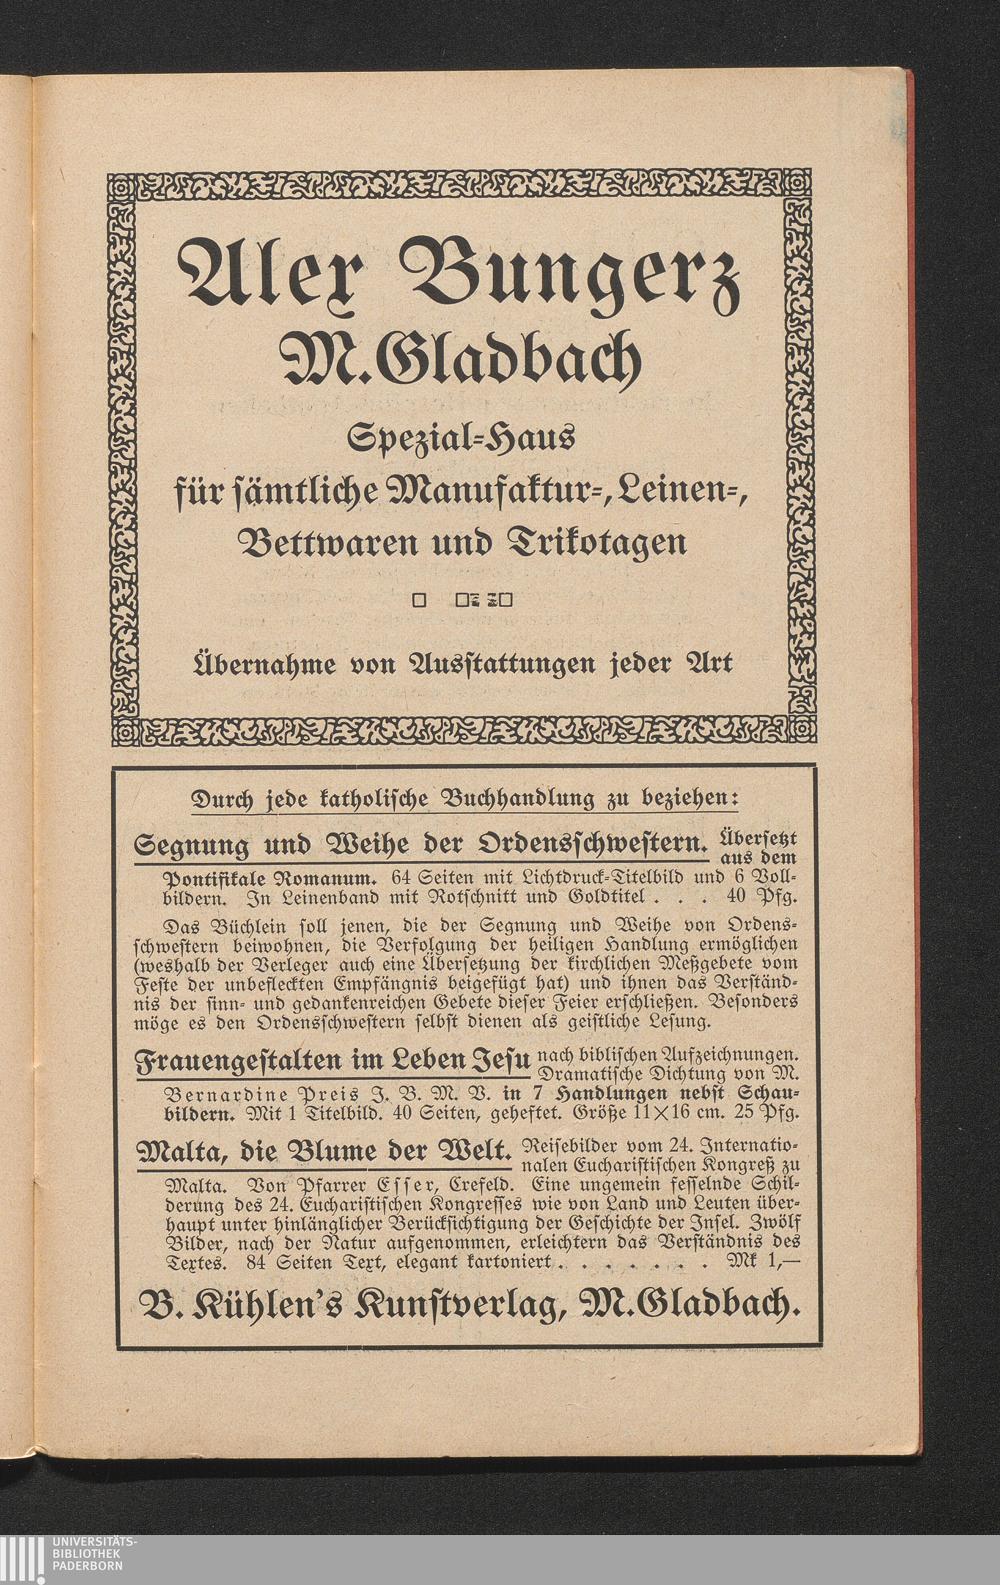 Alex Bungerz
M.Gladbach
Spezial-Haus
für sämtliche Manufaktur-, Leinen-,
Bettwaren und Trikotagen
Übernahme von Ausstattungen jeder Art
Durch jede katholische Buchhandlung zu beziehen:
Segnung und Weihe der Ordensschwestern. Übersetzt
aus dem
Pontifikale Romanum. 64 Seiten mit Lichtdruck-Titelbild und 6 Voll-
bildern. In Leinenband mit Rotschnitt und Goldtitel . . . 40 Pfg.
Das Büchlein soll jenen, die der Segnung und Weihe von Ordens-
schwestern beiwohnen, die Verfolgung der heiligen Handlung ermöglichen
(weshalb der Verleger auch eine Übersetzung der kirchlichen Meßgebete vom
Feste der unbefleckten Empfängnis beigefügt hat) und ihnen das Verständ-
nis der sinn- und gedankenreichen Gebete dieser Feier erschließen. Besonders
möge es den Ordensschwestern selbst dienen als geistliche Lesung.
Frauengestalten im Leben Jesu nach biblischen Aufzeichnungen.
Dramatische Dichtung von M.
Bernardine Preis I. B. M. V. in 7 Handlungen nebst Schau-
bildern. Mit 1 Titelbild. 40 Seiten, geheftet. Größe 11×16 cm. 25 Pfg.
Malta, die Blume der Welt. Reisebilder vom 24. Internatio-
nalen Eucharistischen Kongreß zu
Malta. Von Pfarrer Esser, Crefeld. Eine ungemein fesselnde Schil-
derung des 24. Eucharistischen Kongresses wie von Land und Leuten über-
haupt unter hinlänglicher Berücksichtigung der Geschichte der Insel. Zwölf
Bilder, nach der Natur aufgenommen, erleichtern das Verständnis des
Textes. 84 Seiten Text, elegant kartoniert . . . . . . . Mk 1,—
B. Kühlen's Kunstverlag, M.Gladbach.
UNIVERSITÄTS-
BIBLIOTHEK
PADERBORN